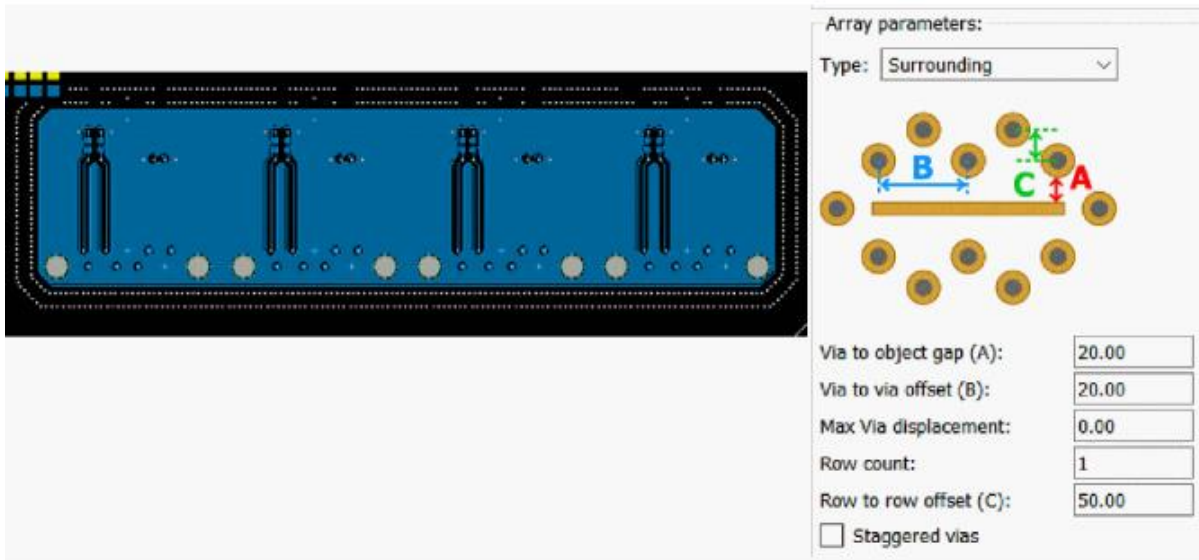 Array parameters:
Type: Surrounding
B
C
A
Via to object gap (A): 20.00
Via to via offset (B): 20.00
Max Via displacement: 0.00
Row count: 1
Row to row offset (C): 50.00
Staggered vias